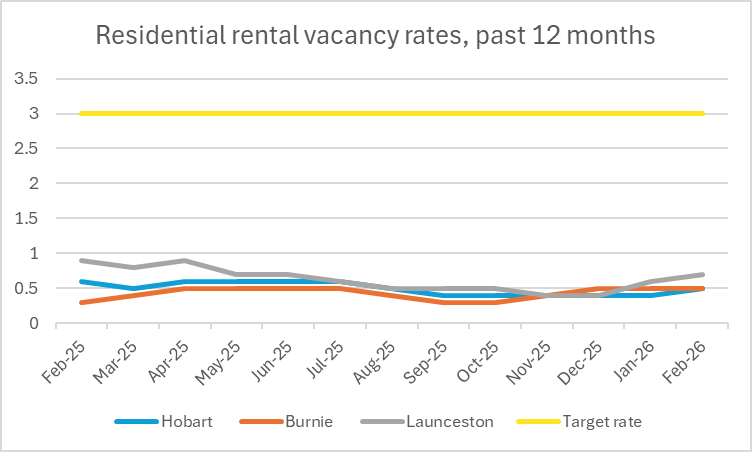 Residential rental vacancy rates, past 12 months
3.5
3
2.5
2
1.5
1
0.5
0
Feb-25
Mar-25
Apr-25
May-25
Jun-25
Jul-25
Aug-25
Sep-25
Oct-25
Nov-25
Dec-25
Jan-26
Feb-26
Hobart Burnie Launceston Target rate